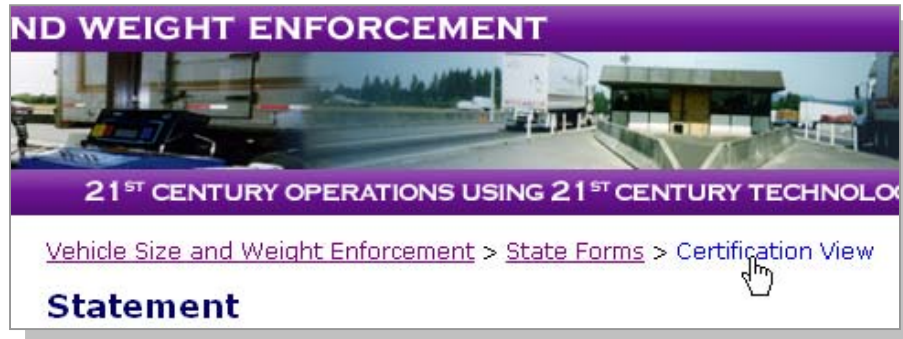 ND WEIGHT ENFORCEMENT
21ST CENTURY OPERATIONS USING 21ST CENTURY TECHNOLO
Vehicle Size and Weight Enforcement > State Forms > Certification View
Statement